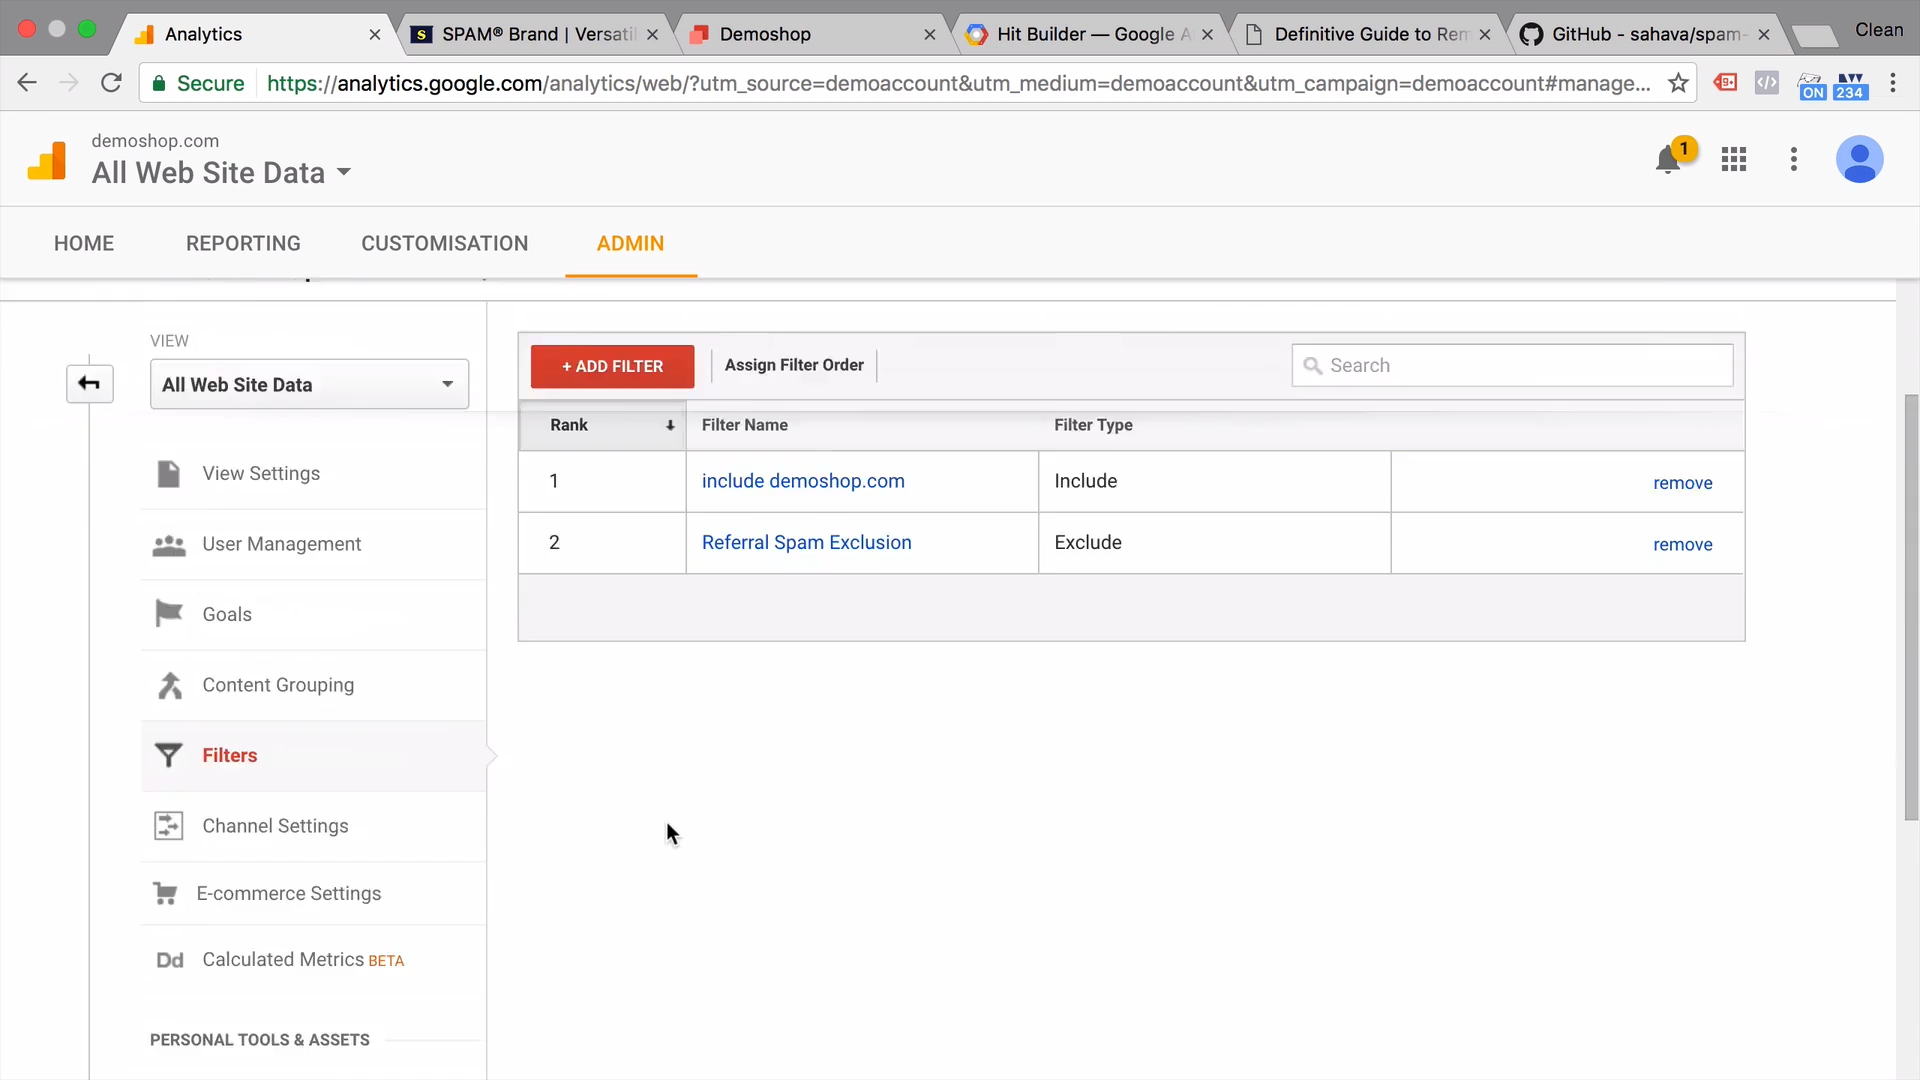 Analytics
SPAM® Brand | Versati
Demoshop
Hit Builder — Google A
Definitive Guide to Rem
GitHub - sahava/spam-
Clean
Secure
https://analytics.google.com/analytics/web/?utm_source=demoaccount&utm_medium=demoaccount&utm_campaign=demoaccount#manage...
ON
234
demoshop.com
All Web Site Data
1
HOME
REPORTING
CUSTOMISATION
ADMIN
VIEW
All Web Site Data
View Settings
User Management
Goals
Content Grouping
Filters
Channel Settings
E-commerce Settings
Dd Calculated Metrics BETA
PERSONAL TOOLS & ASSETS
+ ADD FILTER
Assign Filter Order
Search
Rank Filter Name Filter Type
1 include demoshop.com Include remove
2 Referral Spam Exclusion Exclude remove